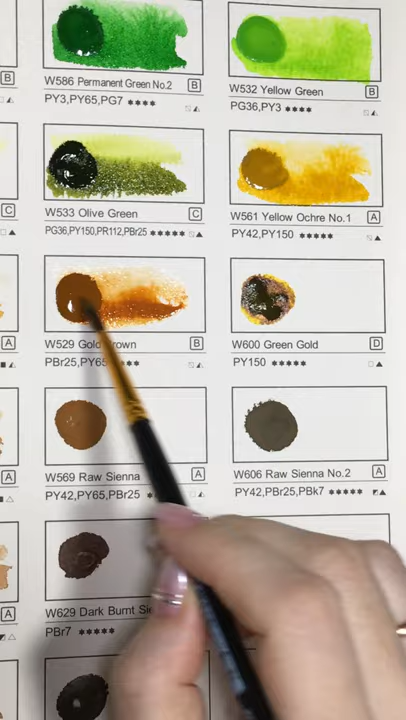 B
W586 Permanent Green No.2 B
PY3,PY65,PG7 ****
W532 Yellow Green B
PG36,PY3 ****
C
W533 Olive Green C
PG36,PY150,PR112,PBr25 *****
W561 Yellow Ochre No.1 A
PY42,PY150 *****
A
W529 Gold Brown B
PBr25,PY65 ****
W600 Green Gold D
PY150 *****
A
W569 Raw Sienna A
PY42,PY65,PBr25
W606 Raw Sienna No.2 A
PY42,PBr25,PBk7 *****
A
W629 Dark Burnt
PBr7 *****